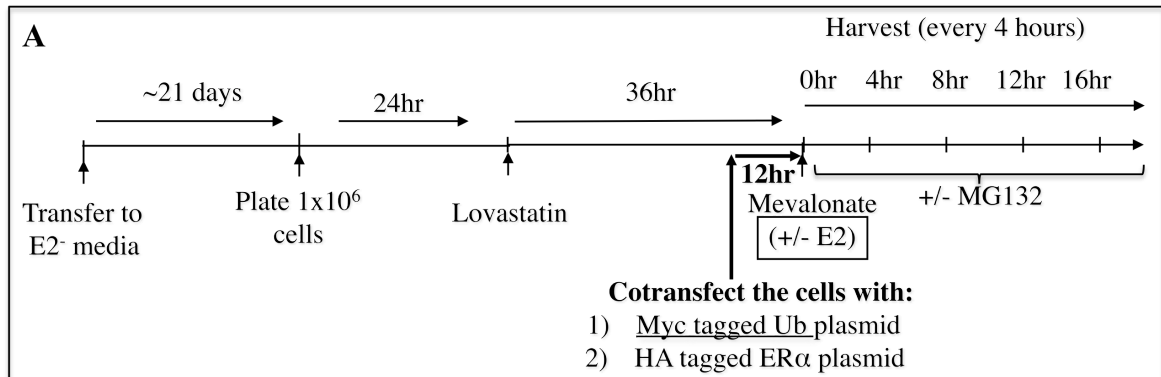 A
Harvest (every 4 hours)
~21 days
24hr
36hr
0hr 4hr 8hr 12hr 16hr
12hr
Transfer to
E2⁻ media
Plate 1x10⁶
cells
Lovastatin
Mevalonate
(+/- E2)
+/- MG132
Cotransfect the cells with:
1) Myc tagged Ub plasmid
2) HA tagged ERα plasmid